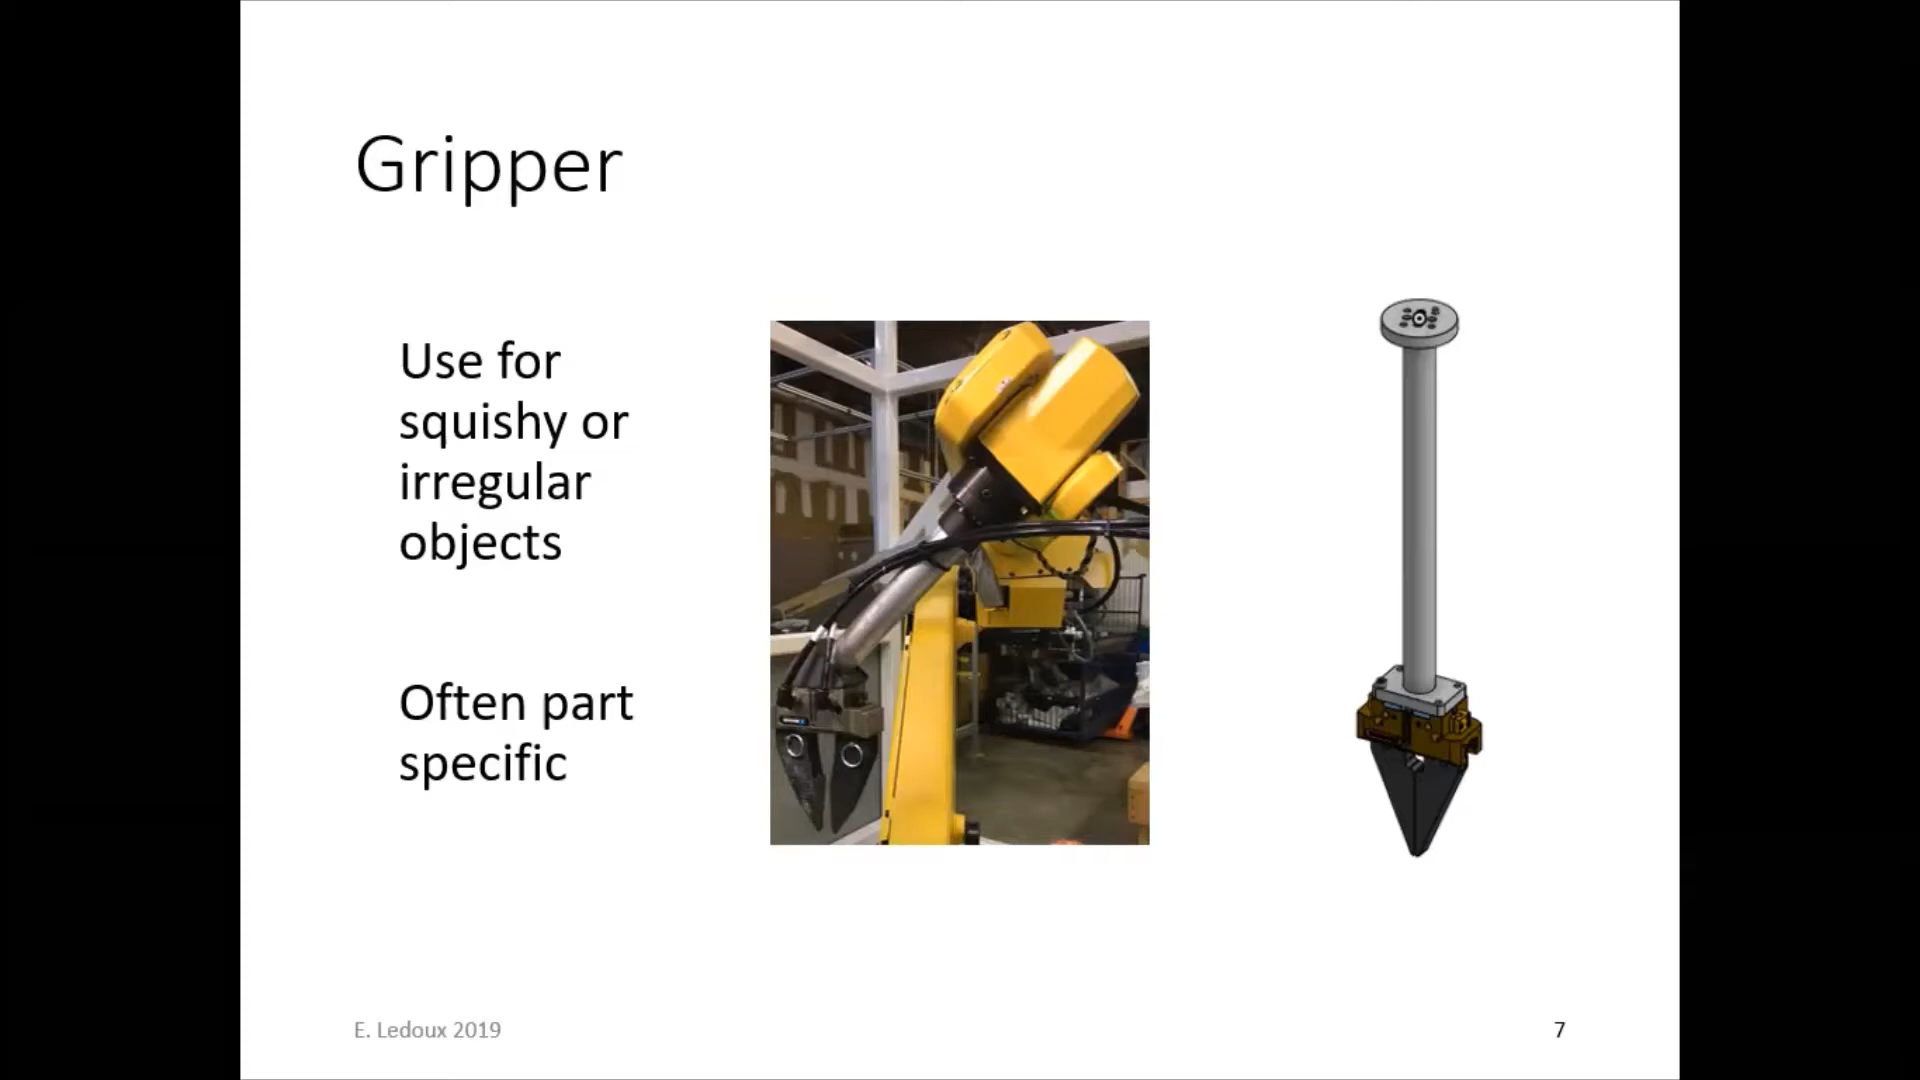 Gripper
Use for
squishy or
irregular
objects
Often part
specific
E. Ledoux 2019
7